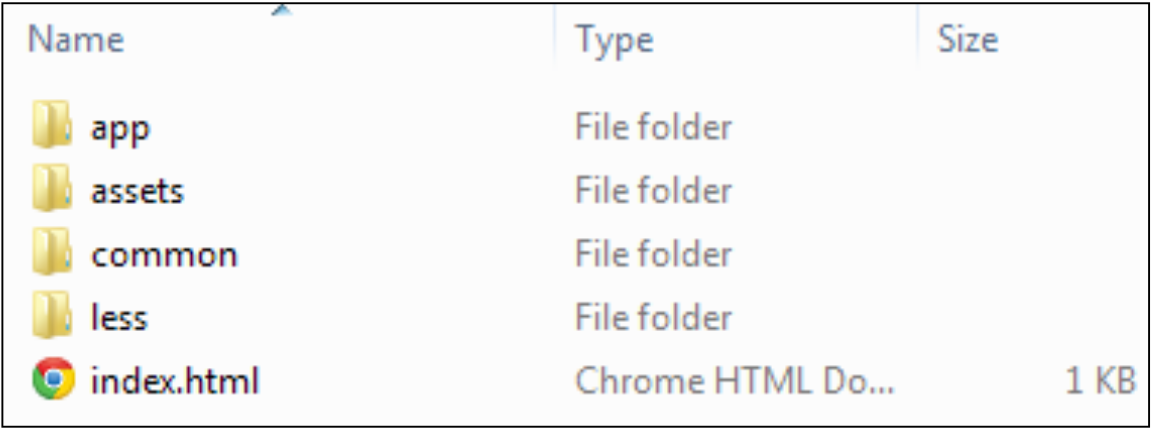 Name Type Size
app File folder
assets File folder
common File folder
less File folder
index.html Chrome HTML Do... 1 KB